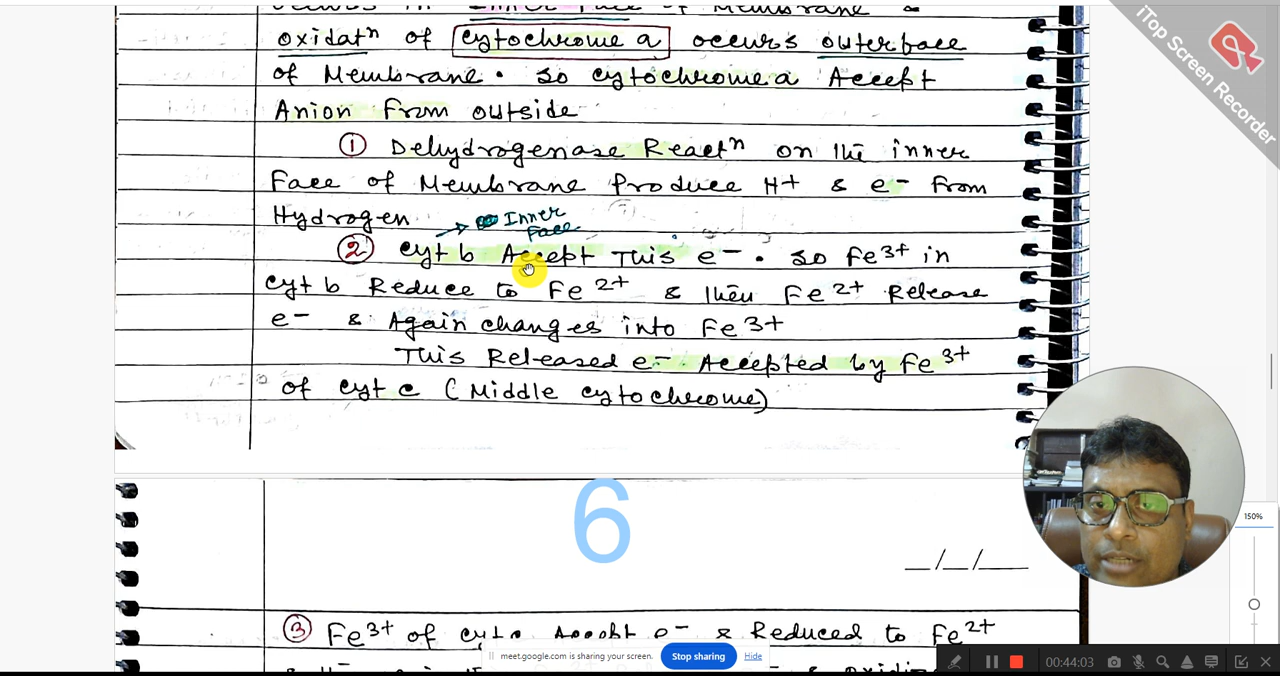 oxidatn of cytochrome a occurs outerface
of Membrane. so cytochrome a Accept
Anion From outside
① Dehydrogenase Reactn on the inner
Face of Membrane Produce H+ & e- From
Hydrogen
→ Inner
Face
② cyt b Accept This e-. so Fe3+ in
cyt b Reduce to Fe2+ & then Fe2+ Release
e- & Again changes into Fe3+
This Released e- Accepted by Fe3+
of cyt c (Middle cytochrome)
6
__/__/___
③ Fe3+ of cyt c Accept e- & Reduced to Fe2+
meet.google.com is sharing your screen.
Stop sharing
Hide
150%
00:44:03
iTop Screen Recorder